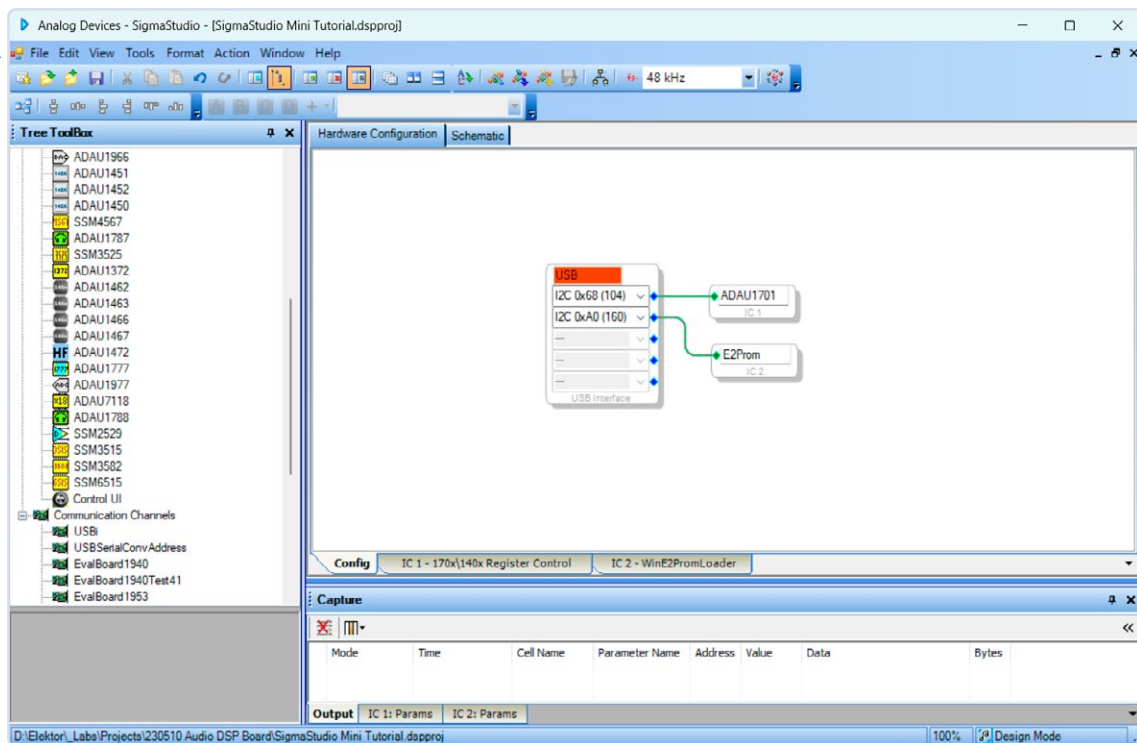 Analog Devices - SigmaStudio - [SigmaStudio Mini Tutorial.dspproj]
File Edit View Tools Format Action Window Help
48 kHz
A B C D
Tree ToolBox
ADAU1966
ADAU1451
ADAU1452
ADAU1450
SSM4567
ADAU1787
SSM3525
ADAU1372
ADAU1462
ADAU1463
ADAU1466
ADAU1467
HF ADAU1472
ADAU1777
ADAU1977
ADAU7118
ADAU1788
SSM2529
SSM3515
SSM3582
SSM6515
Control UI
Communication Channels
USBi
USBSerialConvAddress
EvalBoard1940
EvalBoard1940Test41
EvalBoard1953
Hardware Configuration Schematic
USB
I2C 0x68 (104)
I2C 0xA0 (160)
---
---
---
USB Interface
ADAU1701
IC 1
E2Prom
IC 2
Config IC 1 - 170x\140x Register Control IC 2 - WinE2PromLoader
Capture
Mode Time Cell Name Parameter Name Address Value Data Bytes
Output IC 1: Params IC 2: Params
D:\Elektor\_Labs\Projects\230510 Audio DSP Board\SigmaStudio Mini Tutorial.dspproj 100% Design Mode